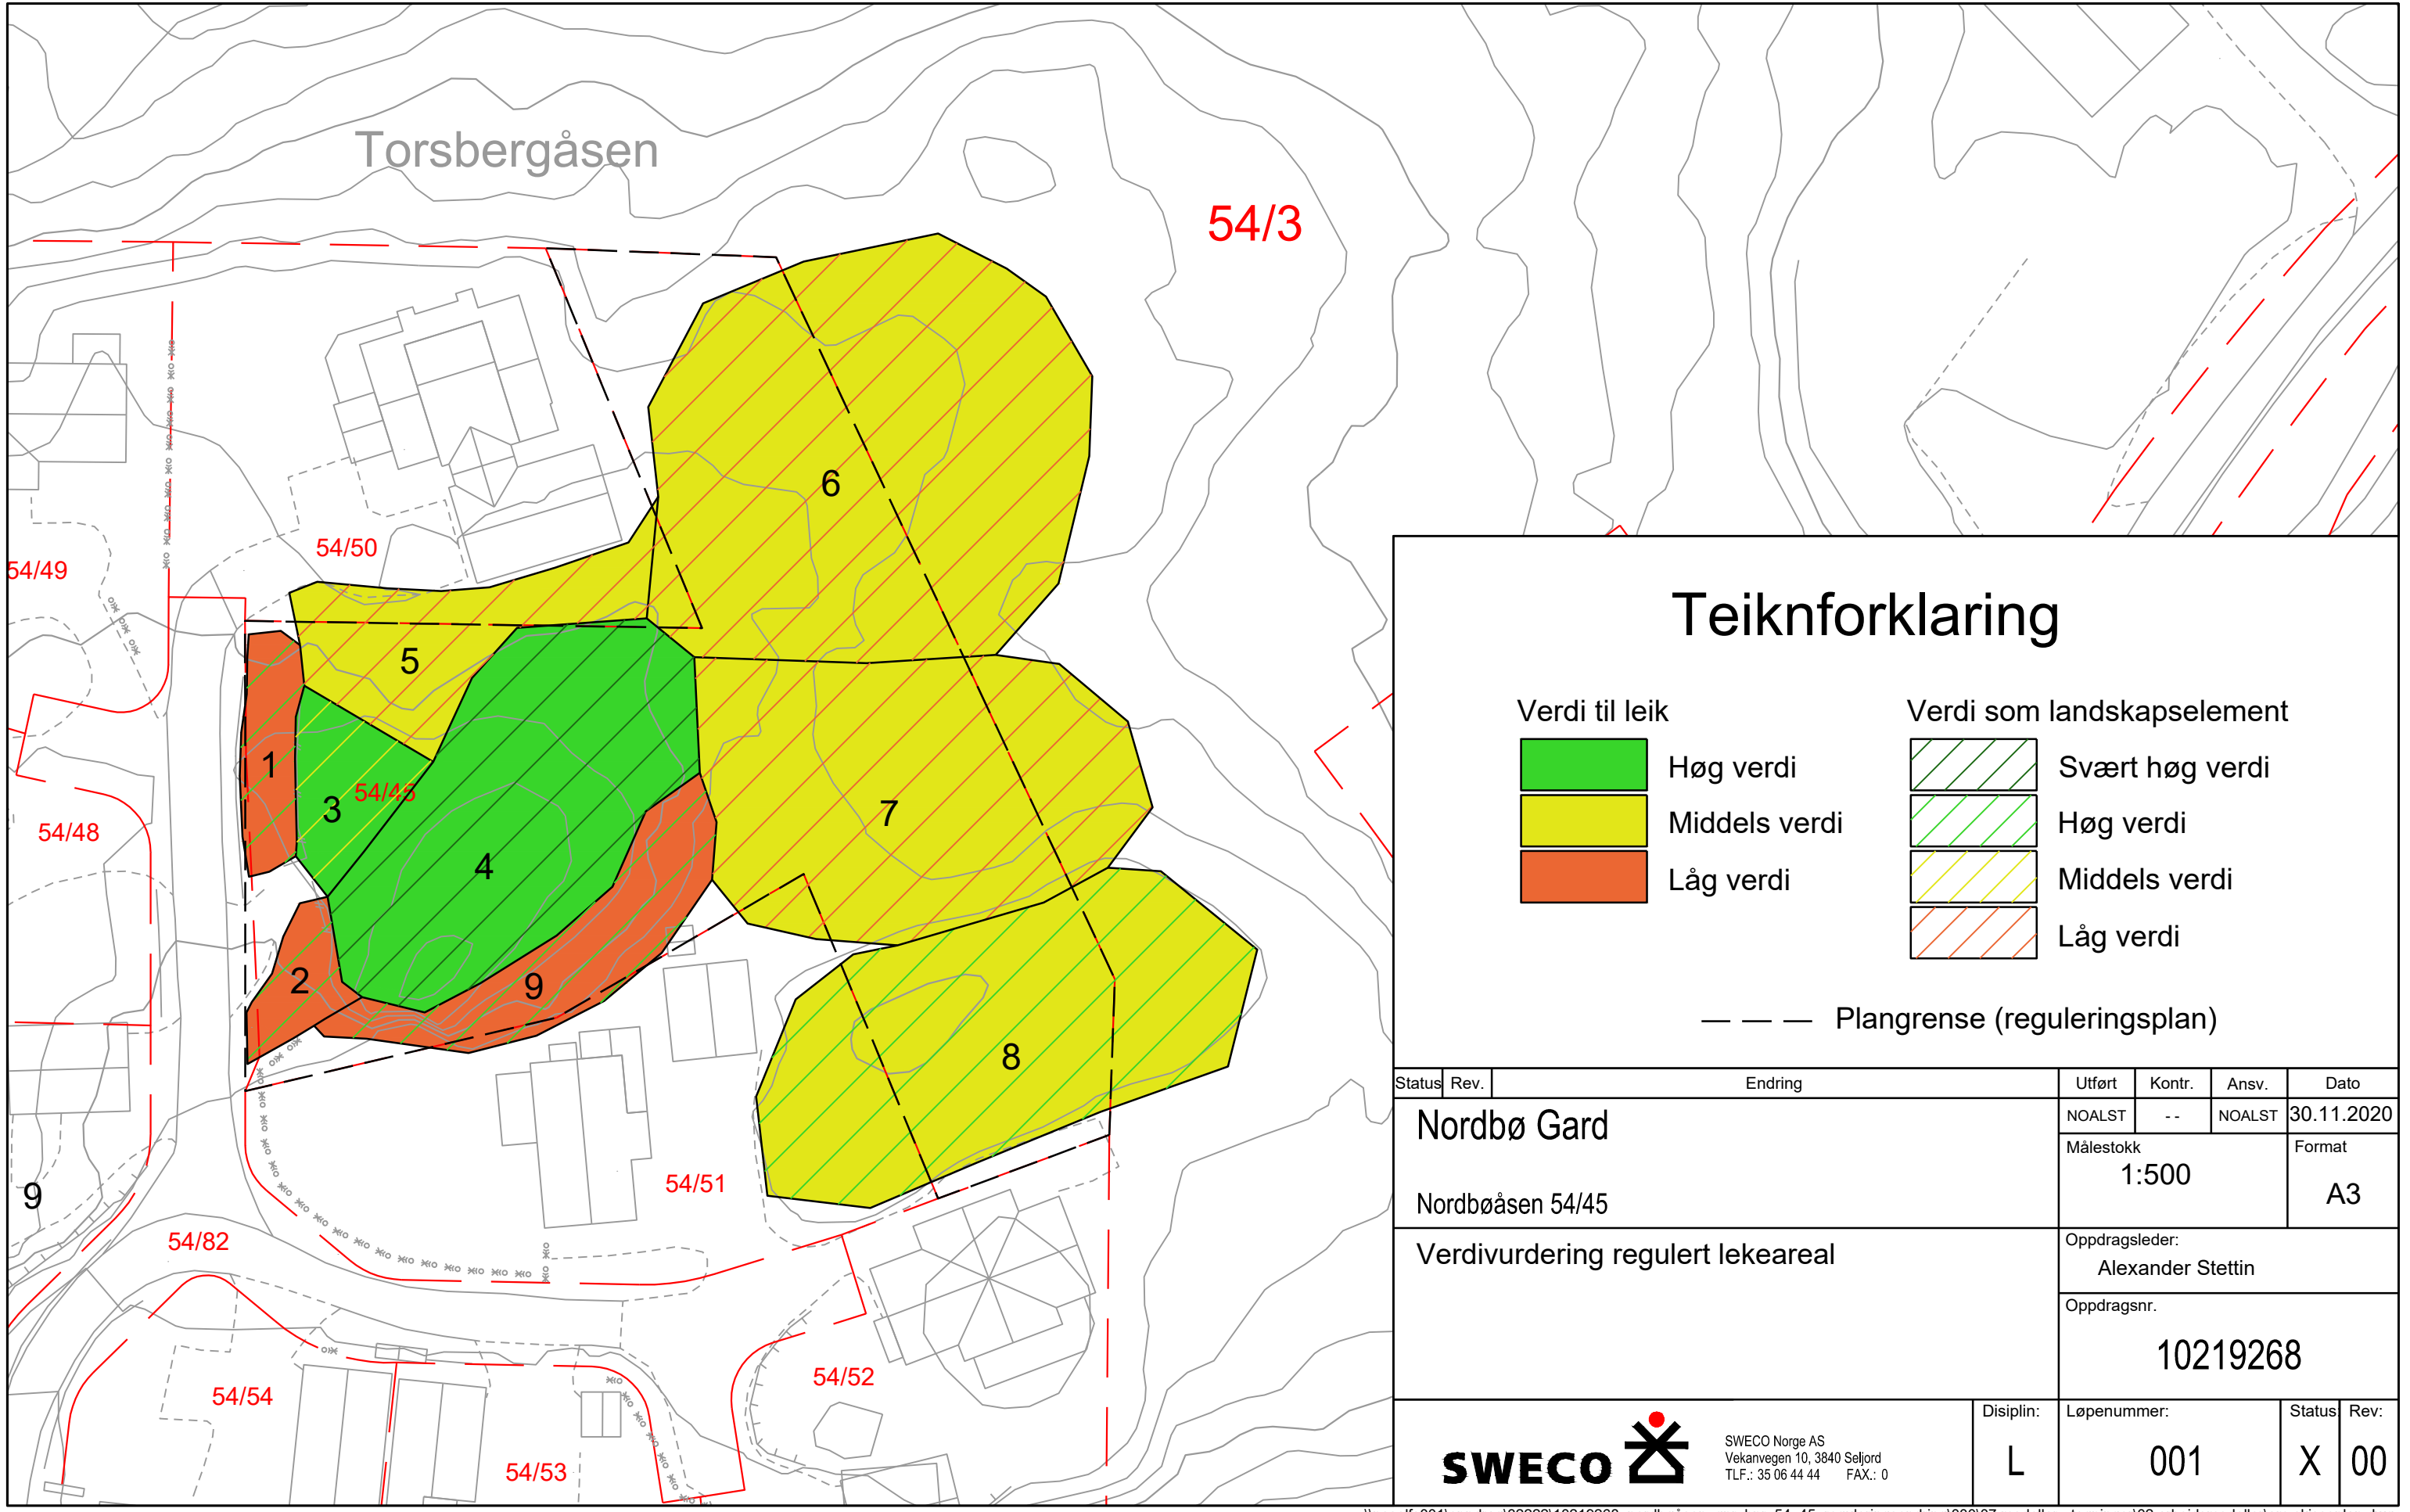 Torsbergåsen
54/3
54/50
54/49
6
5
1
3
54/45
54/48
7
4
2
9
8
9
54/51
54/82
54/52
54/54
54/53
Teiknforklaring
Verdi til leik
Verdi som landskapselement
Høg verdi
Svært høg verdi
Middels verdi
Høg verdi
Låg verdi
Middels verdi
Låg verdi
Plangrense (reguleringsplan)
Status Rev. Endring Utført Kontr. Ansv. Dato
NOALST - - NOALST 30.11.2020
Nordbø Gard
Nordbøåsen 54/45
Målestokk
1:500
Format
A3
Verdivurdering regulert lekeareal
Oppdragsleder:
Alexander Stettin
Oppdragsnr.
10219268
SWECO
SWECO Norge AS
Vekanvegen 10, 3840 Seljord
TLF.: 35 06 44 44 FAX.: 0
Disiplin:
L
Løpenummer:
001
Status:
X
Rev:
00